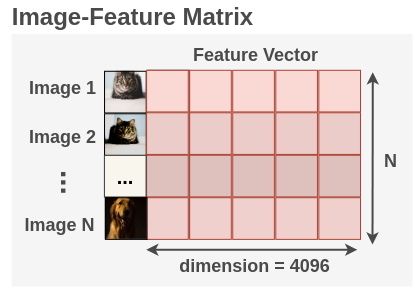 Image-Feature Matrix
Feature Vector
Image 1
Image 2
...
...
Image N
N
dimension = 4096